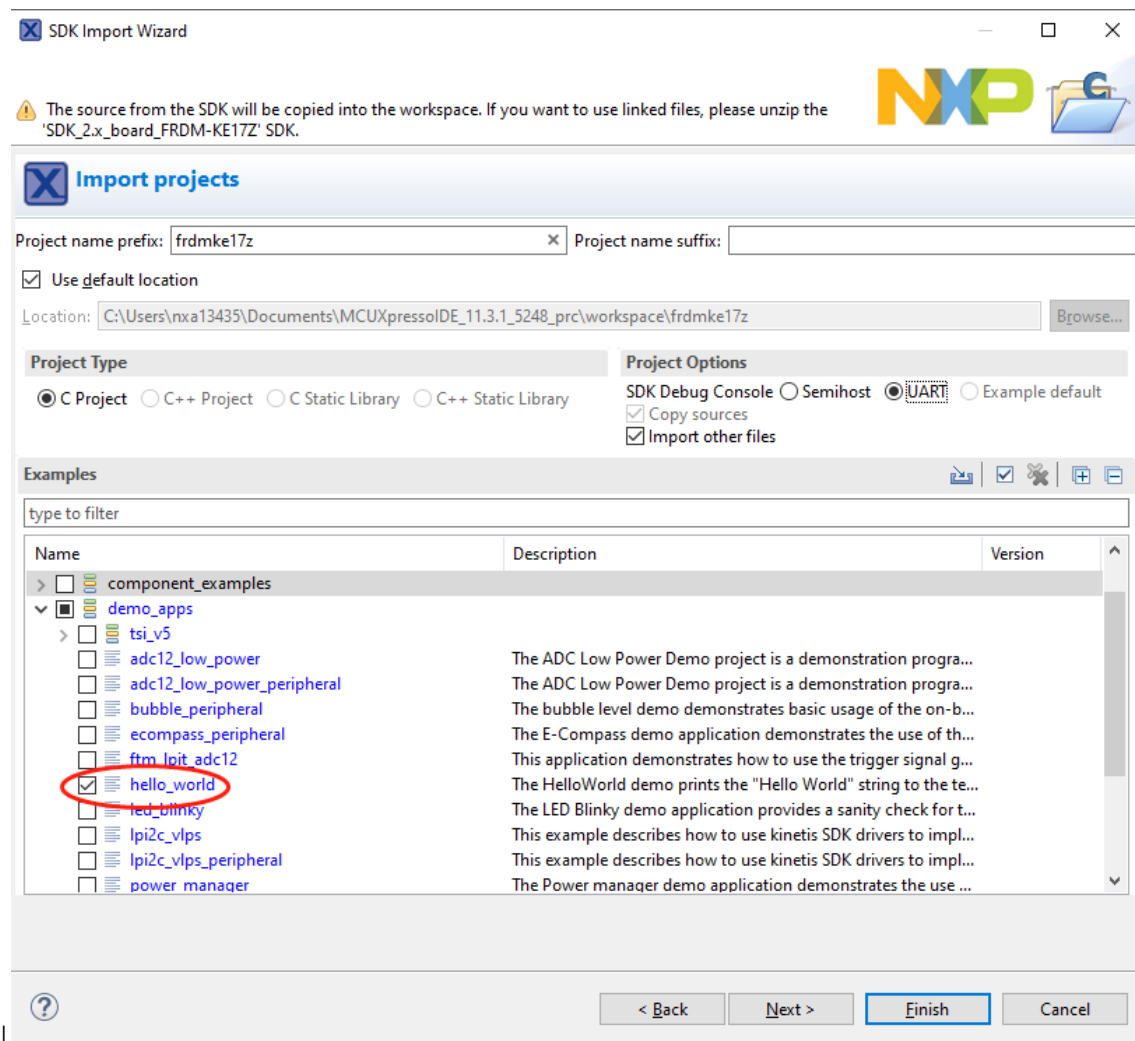 SDK Import Wizard
The source from the SDK will be copied into the workspace. If you want to use linked files, please unzip the
'SDK_2.x_board_FRDM-KE17Z' SDK.
NXP
Import projects
Project name prefix: frdmke17z Project name suffix:
Use default location
Location: C:\Users\nxa13435\Documents\MCUXpressoIDE_11.3.1_5248_prc\workspace\frdmke17z Browse...
Project Type Project Options
C Project C++ Project C Static Library C++ Static Library SDK Debug Console Semihost UART Example default
Copy sources
Import other files
Examples
type to filter
Name Description Version
component_examples
demo_apps
tsi_v5
adc12_low_power The ADC Low Power Demo project is a demonstration progra...
adc12_low_power_peripheral The ADC Low Power Demo project is a demonstration progra...
bubble_peripheral The bubble level demo demonstrates basic usage of the on-b...
ecompass_peripheral The E-Compass demo application demonstrates the use of th...
ftm_lpit_adc12 This application demonstrates how to use the trigger signal g...
hello_world The HelloWorld demo prints the "Hello World" string to the te...
led_blinky The LED Blinky demo application provides a sanity check for t...
lpi2c_vlps This example describes how to use kinetis SDK drivers to impl...
lpi2c_vlps_peripheral This example describes how to use kinetis SDK drivers to impl...
power_manager The Power manager demo application demonstrates the use ...
? < Back Next > Finish Cancel